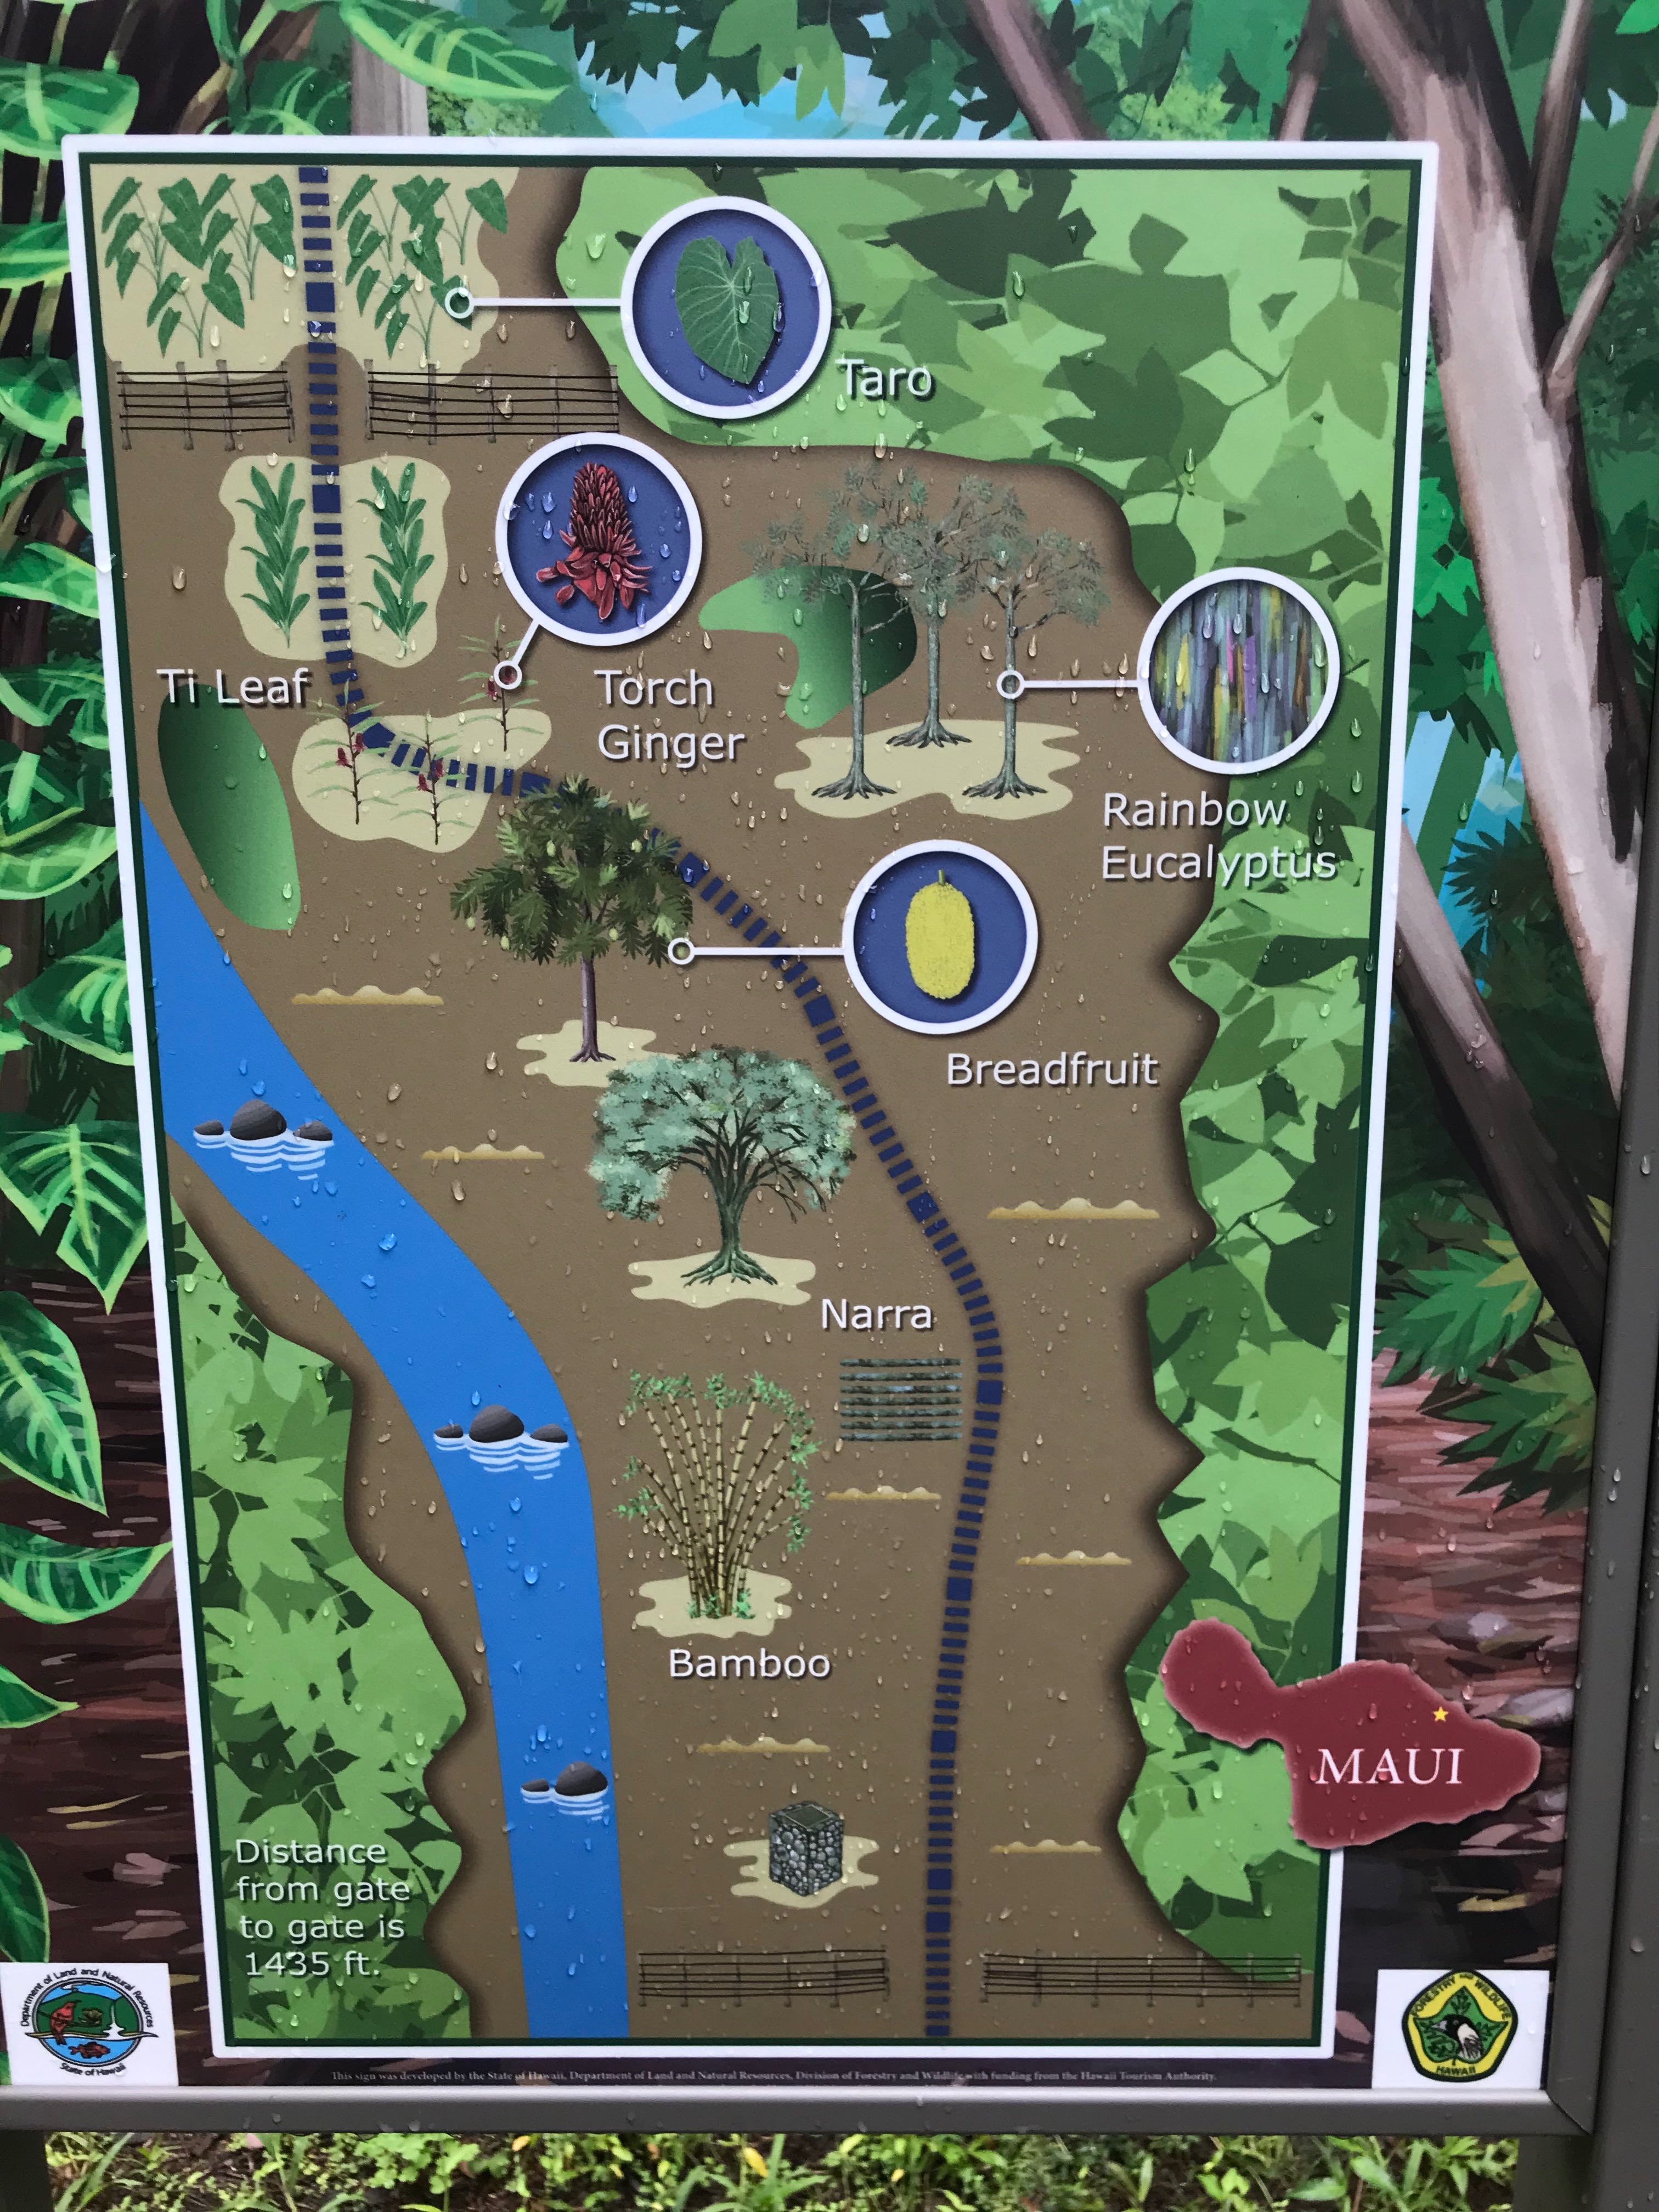 Taro
Ti Leaf
Torch
Ginger
Rainbow
Eucalyptus
Breadfruit
Narra
Bamboo
MAUI
Distance
from gate
to gate is
1435 ft.
Department of Land and Natural Resources
State of Hawaii
FORESTRY AND WILDLIFE
HAWAII
This sign was developed by the State of Hawaii, Department of Land and Natural Resources, Division of Forestry and Wildlife with funding from the Hawaii Tourism Authority.